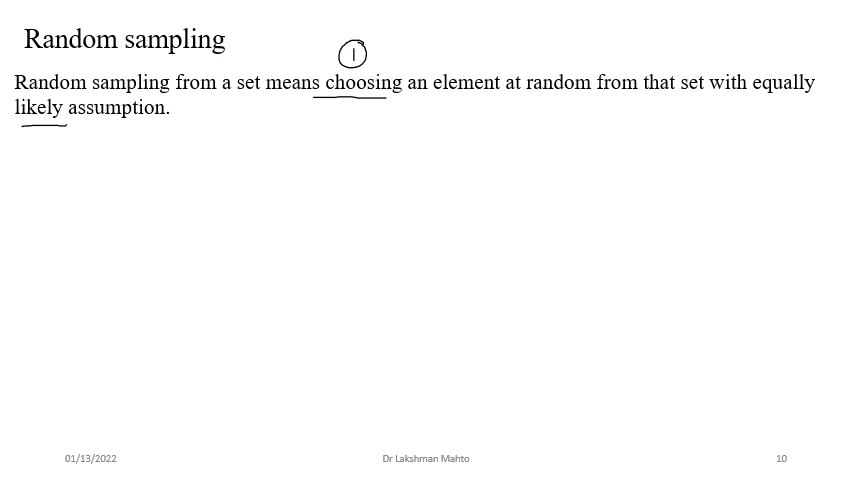 Random sampling
1
Random sampling from a set means choosing an element at random from that set with equally
likely assumption.
01/13/2022 Dr Lakshman Mahto 10